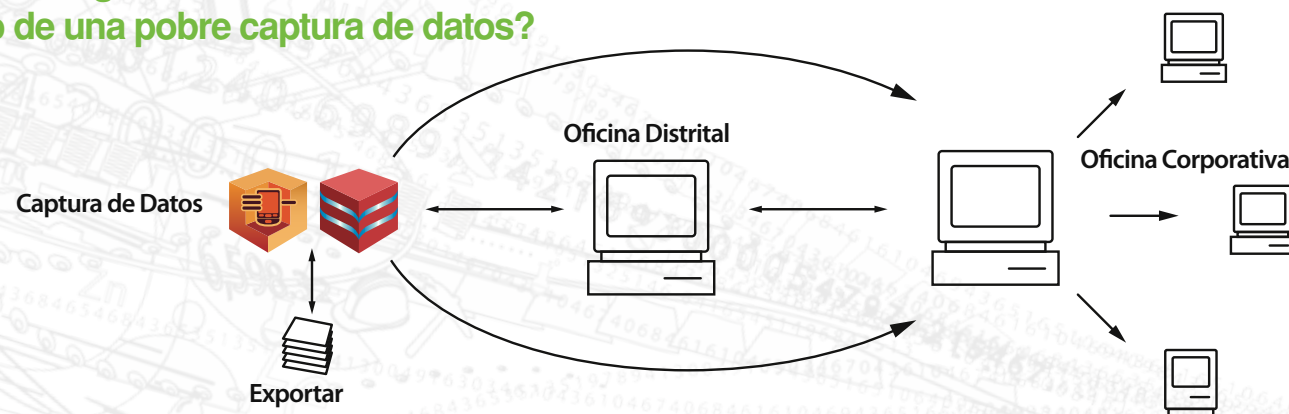 o de una pobre captura de datos?
Oficina Distrital
Oficina Corporativa
Captura de Datos
Exportar